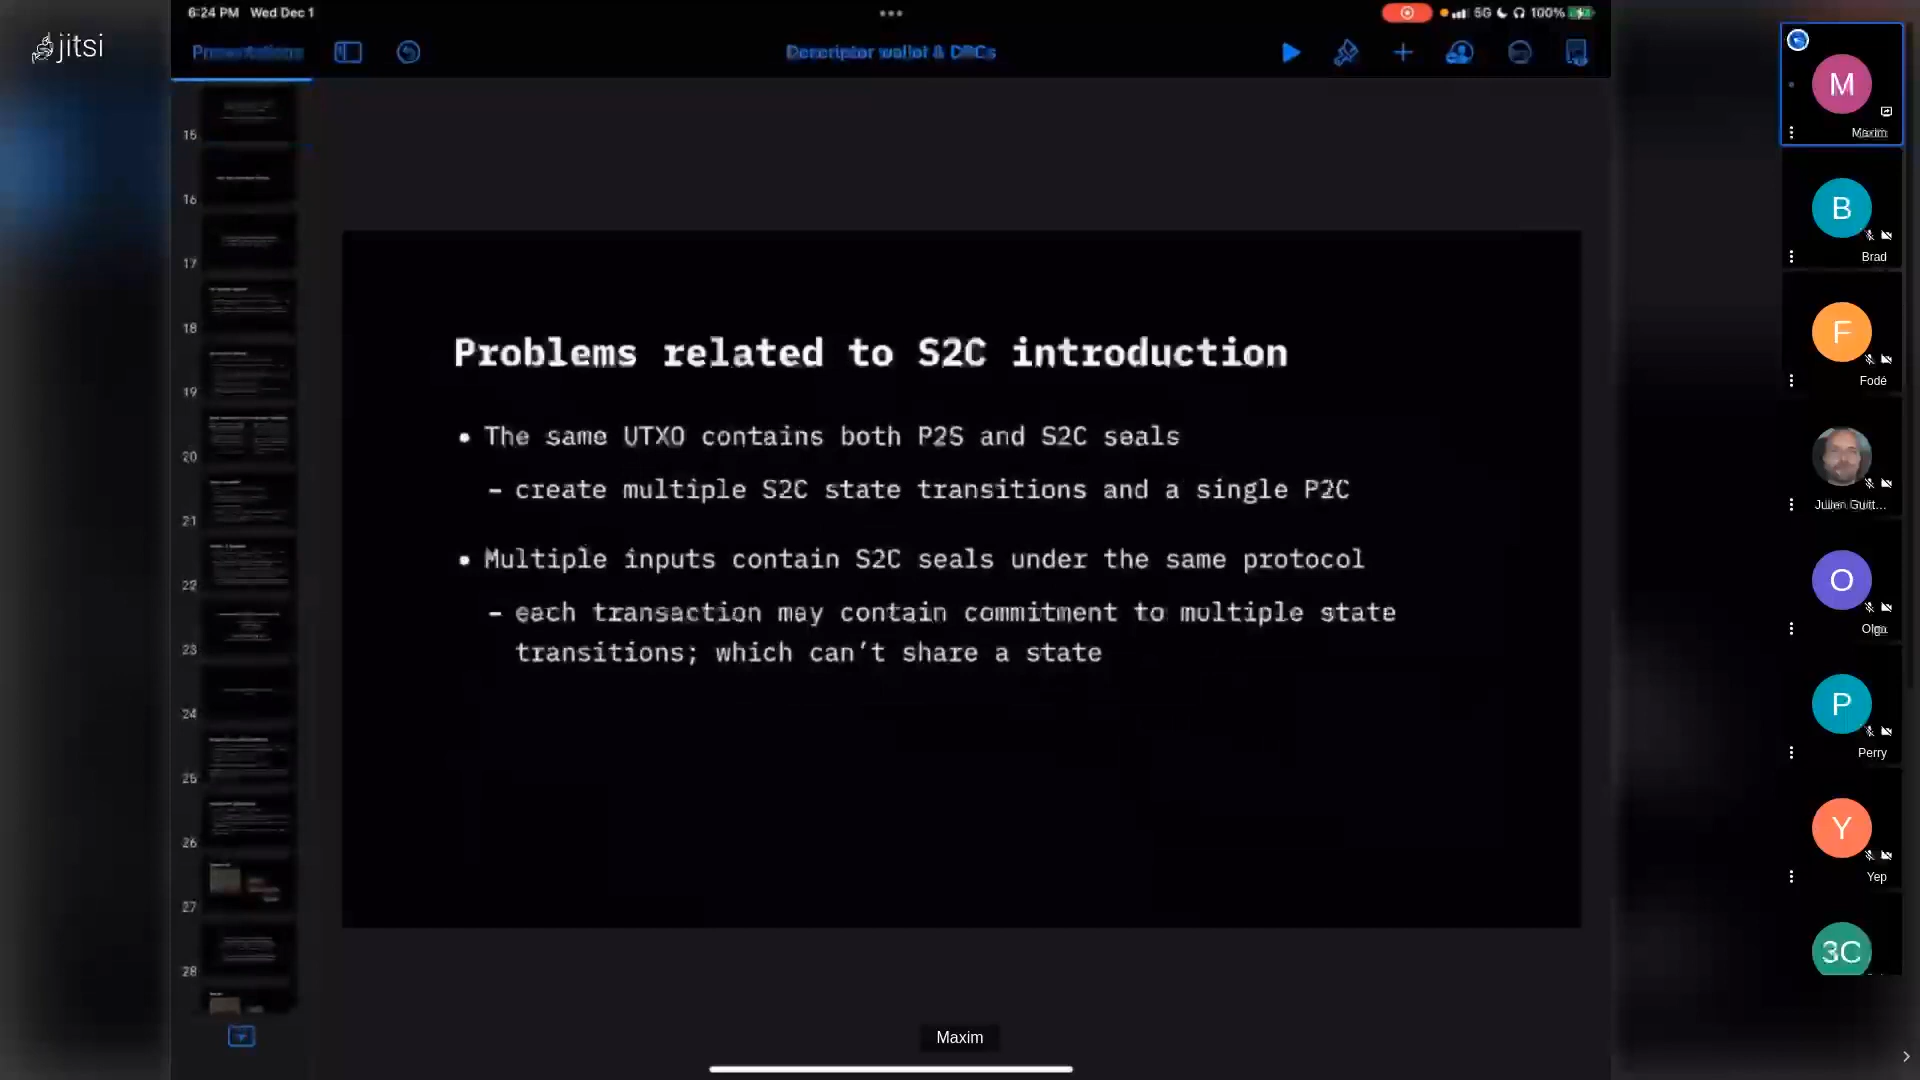 6:24 PM Wed Dec 1
5G 100%
jitsi
Presentations
Descriptor wallet & DBCs
15
16
17
18
19
20
21
22
23
24
25
26
27
28
Problems related to S2C introduction
• The same UTXO contains both P2S and S2C seals
– create multiple S2C state transitions and a single P2C
• Multiple inputs contain S2C seals under the same protocol
– each transaction may contain commitment to multiple state
transitions; which can’t share a state
Maxim
M
Maxim
B
Brad
F
Fodé
Julien Guitt...
O
Olga
P
Perry
Y
Yep
3C